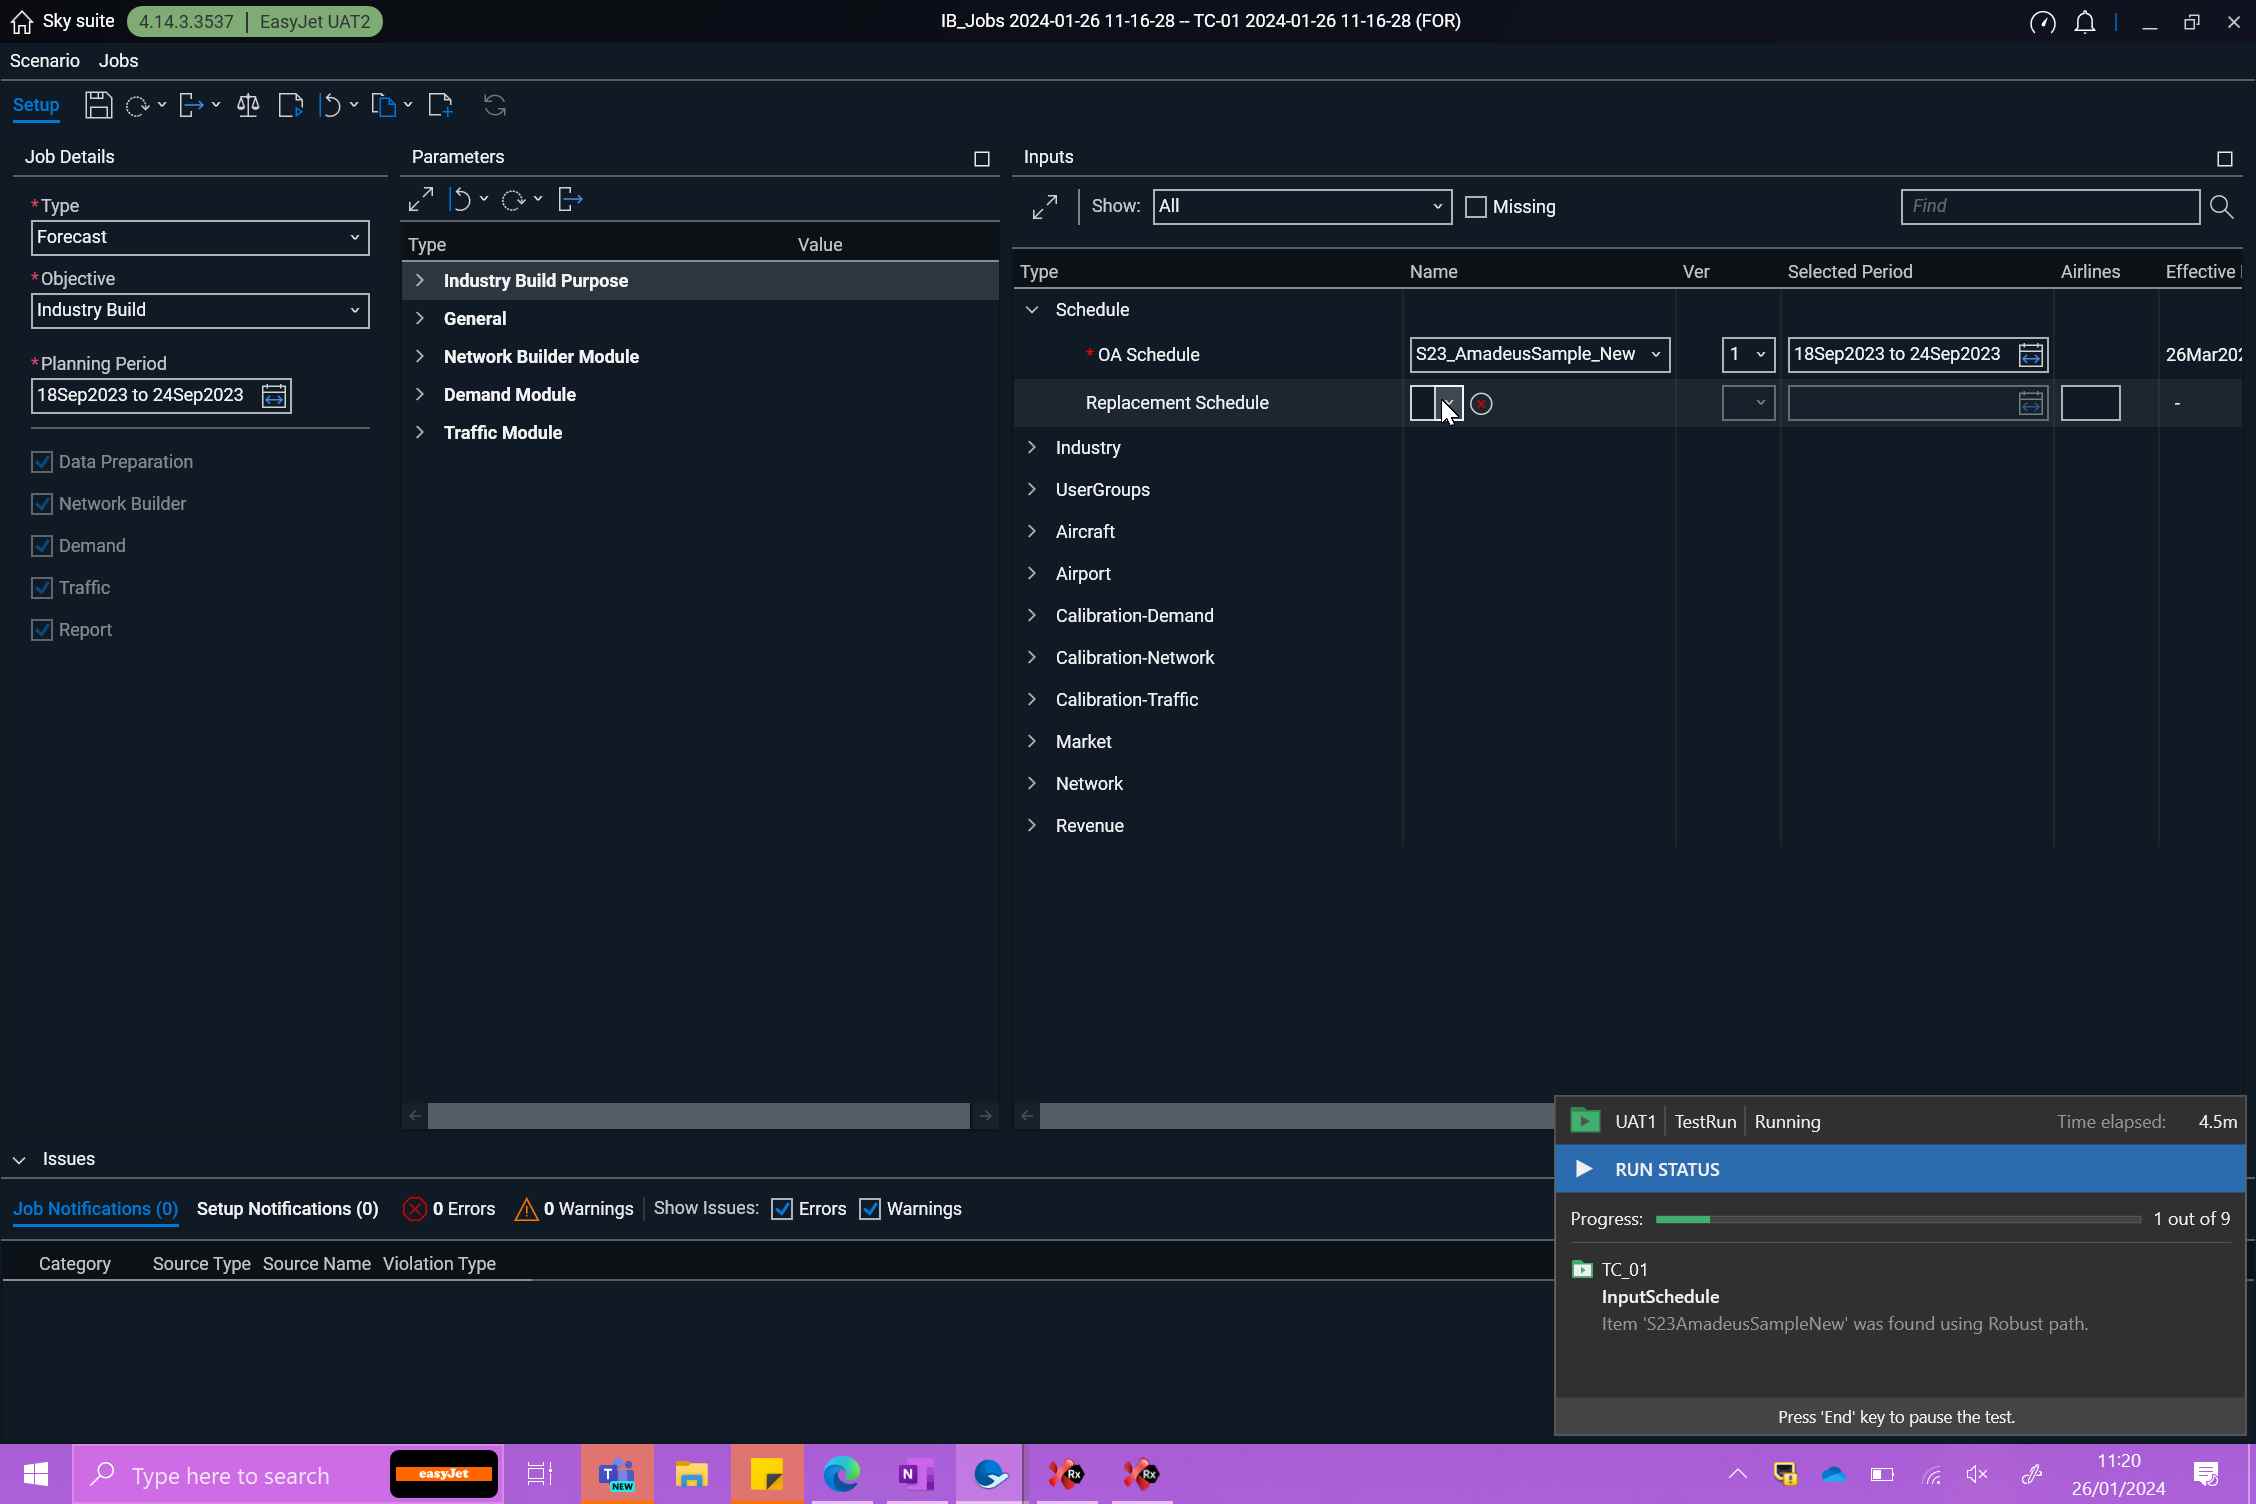 Sky suite 4.14.3.3537 | EasyJet UAT2 IB_Jobs 2024-01-26 11-16-28 -- TC-01 2024-01-26 11-16-28 (FOR)
Scenario Jobs
Setup
Job Details
*Type
Forecast
*Objective
Industry Build
*Planning Period
18Sep2023 to 24Sep2023
Data Preparation
Network Builder
Demand
Traffic
Report
Parameters
Type Value
Industry Build Purpose
General
Network Builder Module
Demand Module
Traffic Module
Inputs
Show: All Missing Find
Type Name Ver Selected Period Airlines Effective
Schedule
* OA Schedule S23_AmadeusSample_New 1 18Sep2023 to 24Sep2023 26Mar202
Replacement Schedule -
Industry
UserGroups
Aircraft
Airport
Calibration-Demand
Calibration-Network
Calibration-Traffic
Market
Network
Revenue
Issues
Job Notifications (0) Setup Notifications (0) 0 Errors 0 Warnings Show Issues: Errors Warnings
Category Source Type Source Name Violation Type
UAT1 TestRun Running Time elapsed: 4.5m
RUN STATUS
Progress: 1 out of 9
TC_01
InputSchedule
Item 'S23AmadeusSampleNew' was found using Robust path.
Press 'End' key to pause the test.
Type here to search easyJet T NEW N Rx Rx
11:20
26/01/2024